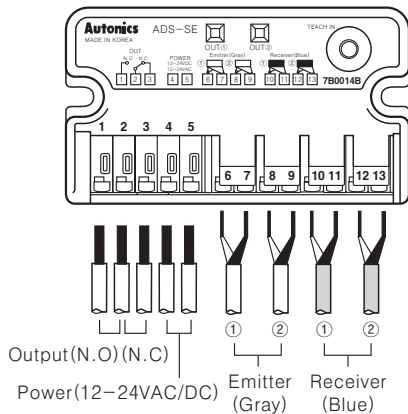 Autonics ADS-SE TEACH IN
MADE IN KOREA
OUT① OUT②
OUT Emitter(Gray) Receiver(Blue)
N.O N.C POWER ① ② ① ②
12-24VDC
12-24VAC
1 2 3 4 5 6 7 8 9 10 11 12 13 7B0014B
1 2 3 4 5
6 7 8 9 10 11 12 13
① ② ① ②
Output(N.O)(N.C)
Power(12-24VAC/DC)
Emitter Receiver
(Gray) (Blue)